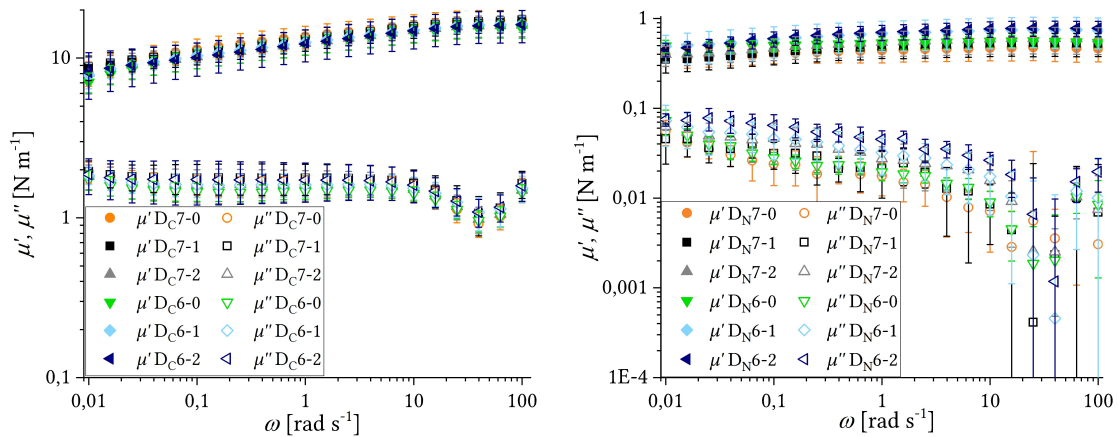 μ′, μ″ [N m⁻¹]
10
1
0,1
0,01
0,1
1
10
100
ω [rad s⁻¹]
μ′ D_C7-0 μ″ D_C7-0
μ′ D_C7-1 μ″ D_C7-1
μ′ D_C7-2 μ″ D_C7-2
μ′ D_C6-0 μ″ D_C6-0
μ′ D_C6-1 μ″ D_C6-1
μ′ D_C6-2 μ″ D_C6-2
μ′, μ″ [N m⁻¹]
1
0,1
0,01
0,001
1E-4
0,01
0,1
1
10
100
ω [rad s⁻¹]
μ′ D_N7-0 μ″ D_N7-0
μ′ D_N7-1 μ″ D_N7-1
μ′ D_N7-2 μ″ D_N7-2
μ′ D_N6-0 μ″ D_N6-0
μ′ D_N6-1 μ″ D_N6-1
μ′ D_N6-2 μ″ D_N6-2